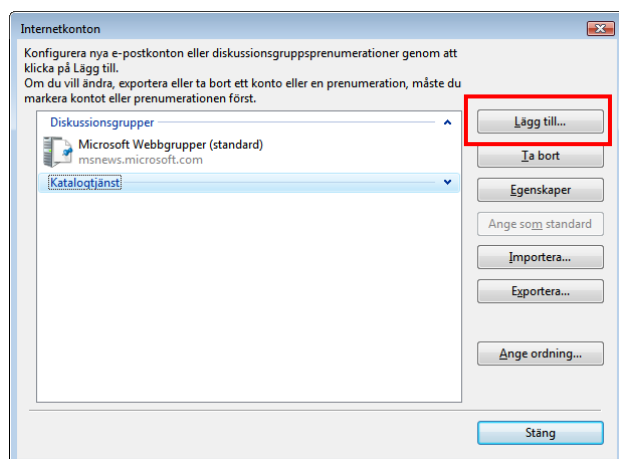 Internetkonton
Konfigurera nya e-postkonton eller diskussionsgruppsprenumerationer genom att
klicka på Lägg till.
Om du vill ändra, exportera eller ta bort ett konto eller en prenumeration, måste du
markera kontot eller prenumerationen först.
Diskussionsgrupper
Microsoft Webbgrupper (standard)
msnews.microsoft.com
Katalogtjänst
Lägg till...
Ta bort
Egenskaper
Ange som standard
Importera...
Exportera...
Ange ordning...
Stäng